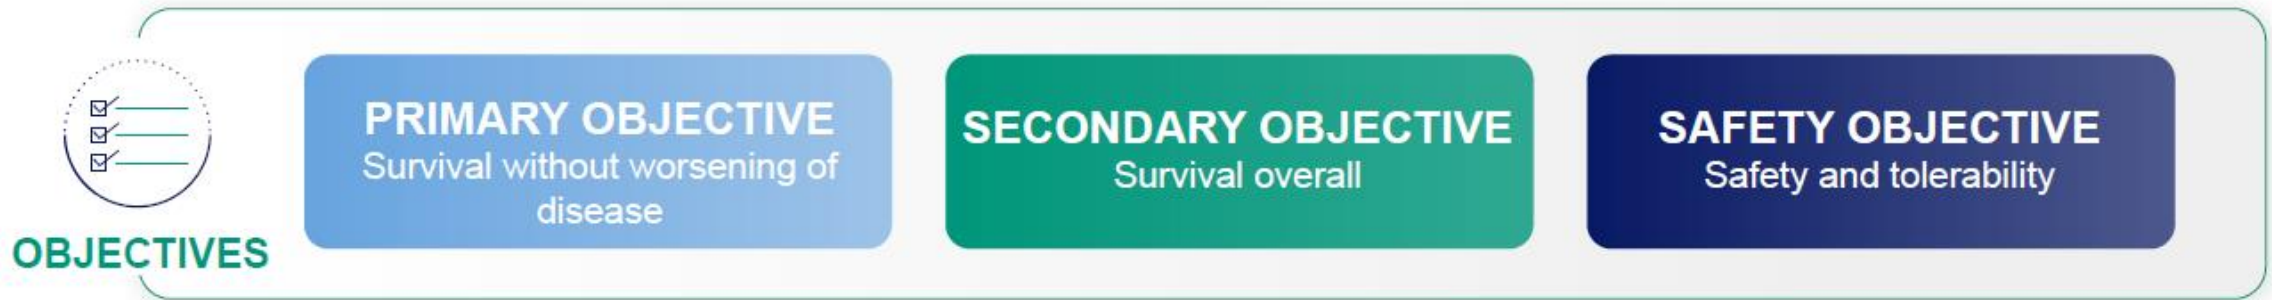 OBJECTIVES
PRIMARY OBJECTIVE
Survival without worsening of
disease
SECONDARY OBJECTIVE
Survival overall
SAFETY OBJECTIVE
Safety and tolerability